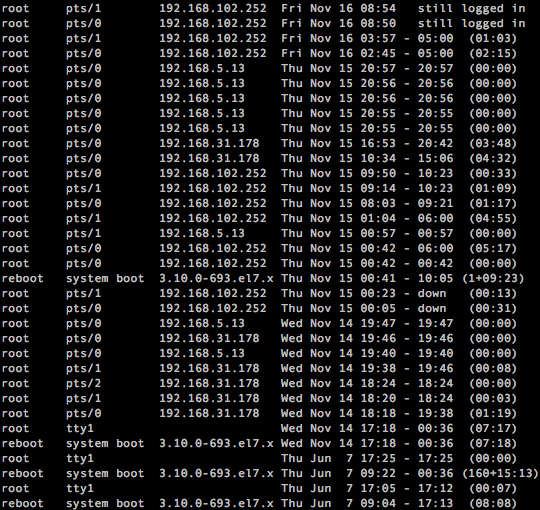 root     pts/1        192.168.102.252  Fri Nov 16 08:54   still logged in
root     pts/0        192.168.102.252  Fri Nov 16 08:50   still logged in
root     pts/1        192.168.102.252  Fri Nov 16 03:57 - 05:00  (01:03)
root     pts/0        192.168.102.252  Fri Nov 16 02:45 - 05:00  (02:15)
root     pts/0        192.168.5.13     Thu Nov 15 20:57 - 20:57  (00:00)
root     pts/0        192.168.5.13     Thu Nov 15 20:56 - 20:56  (00:00)
root     pts/0        192.168.5.13     Thu Nov 15 20:56 - 20:56  (00:00)
root     pts/0        192.168.5.13     Thu Nov 15 20:55 - 20:55  (00:00)
root     pts/0        192.168.5.13     Thu Nov 15 20:55 - 20:55  (00:00)
root     pts/0        192.168.31.178   Thu Nov 15 16:53 - 20:42  (03:48)
root     pts/0        192.168.31.178   Thu Nov 15 10:34 - 15:06  (04:32)
root     pts/0        192.168.102.252  Thu Nov 15 09:50 - 10:23  (00:33)
root     pts/1        192.168.102.252  Thu Nov 15 09:14 - 10:23  (01:09)
root     pts/0        192.168.102.252  Thu Nov 15 08:03 - 09:21  (01:17)
root     pts/1        192.168.102.252  Thu Nov 15 01:04 - 06:00  (04:55)
root     pts/1        192.168.5.13     Thu Nov 15 00:57 - 00:57  (00:00)
root     pts/0        192.168.102.252  Thu Nov 15 00:42 - 06:00  (05:17)
root     pts/0        192.168.102.252  Thu Nov 15 00:42 - 00:42  (00:00)
reboot   system boot  3.10.0-693.el7.x Thu Nov 15 00:41 - 10:05 (1+09:23)
root     pts/1        192.168.102.252  Thu Nov 15 00:23 - down   (00:13)
root     pts/0        192.168.102.252  Thu Nov 15 00:05 - down   (00:31)
root     pts/0        192.168.5.13     Wed Nov 14 19:47 - 19:47  (00:00)
root     pts/0        192.168.31.178   Wed Nov 14 19:46 - 19:46  (00:00)
root     pts/0        192.168.5.13     Wed Nov 14 19:40 - 19:40  (00:00)
root     pts/1        192.168.31.178   Wed Nov 14 19:38 - 19:46  (00:08)
root     pts/2        192.168.31.178   Wed Nov 14 18:24 - 18:24  (00:00)
root     pts/1        192.168.31.178   Wed Nov 14 18:20 - 18:24  (00:03)
root     pts/0        192.168.31.178   Wed Nov 14 18:18 - 19:38  (01:19)
root     tty1                          Wed Nov 14 17:18 - 00:36  (07:17)
reboot   system boot  3.10.0-693.el7.x Wed Nov 14 17:18 - 00:36  (07:18)
root     tty1                          Thu Jun  7 17:25 - 17:25  (00:00)
reboot   system boot  3.10.0-693.el7.x Thu Jun  7 09:22 - 00:36 (160+15:13)
root     tty1                          Thu Jun  7 17:05 - 17:12  (00:07)
reboot   system boot  3.10.0-693.el7.x Thu Jun  7 09:04 - 17:13  (08:08)